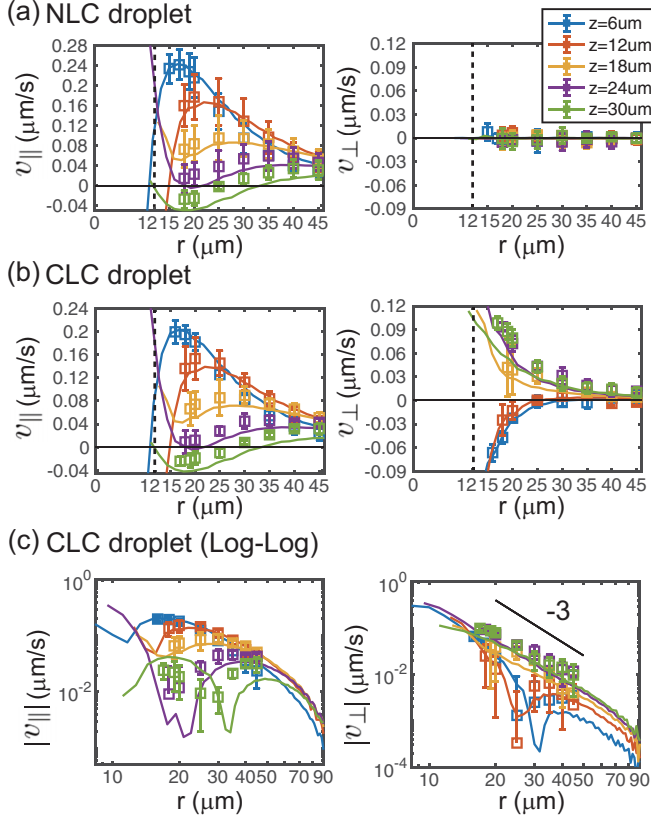 (a) NLC droplet
z=6um
z=12um
z=18um
z=24um
z=30um
v∥ (μm/s)
0.28
0.24
0.2
0.16
0.12
0.08
0.04
0
-0.04
0 12 15 20 25 30 35 40 45
r (μm)
v⊥ (μm/s)
0.12
0.09
0.06
0.03
0
-0.03
-0.06
-0.09
0 12 15 20 25 30 35 40 45
r (μm)
(b) CLC droplet
v∥ (μm/s)
0.24
0.2
0.16
0.12
0.08
0.04
0
-0.04
0 12 15 20 25 30 35 40 45
r (μm)
v⊥ (μm/s)
0.12
0.09
0.06
0.03
0
-0.03
-0.06
-0.09
0 12 15 20 25 30 35 40 45
r (μm)
(c) CLC droplet (Log-Log)
|v∥| (μm/s)
10⁰
10⁻²
10 20 30 40 50 70 90
r (μm)
|v⊥| (μm/s)
10⁰
10⁻²
10⁻⁴
-3
10 20 30 40 50 70 90
r (μm)